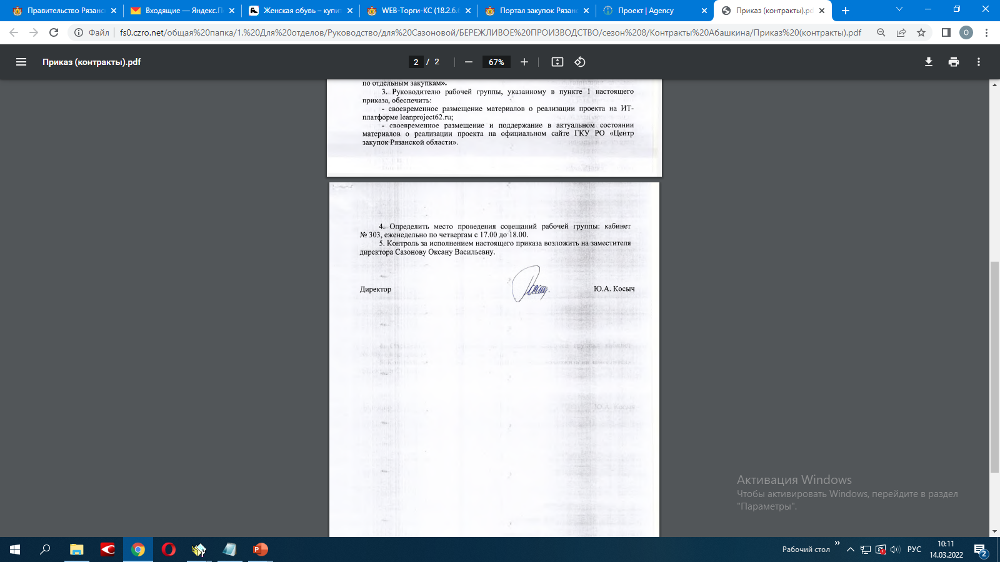 Правительство Рязанс
Входящие — Яндекс.П
Женская обувь – купит
WEB-Торги-КС (18.2.6.6
Портал закупок Рязанс
Проект | Agency
Приказ (контракты).pdf
Файл
fs0.czro.net/общая%20папка/1.%20Для%20отделов/Руководство/для%20Сазоновой/БЕРЕЖЛИВОЕ%20ПРОИЗВОДСТВО/сезон%208/Контракты%20Абашкина/Приказ%20(контракты).pdf
О
Приказ (контракты).pdf
2 / 2
67%
по отдельным закупкам».
3. Руководителю рабочей группы, указанному в пункте 1 настоящего
приказа, обеспечить:
- своевременное размещение материалов о реализации проекта на ИТ-
платформе leanproject62.ru;
- своевременное размещение и поддержание в актуальном состоянии
материалов о реализации проекта на официальном сайте ГКУ РО «Центр
закупок Рязанской области».
4. Определить место проведения совещаний рабочей группы: кабинет
№ 303, еженедельно по четвергам с 17.00 до 18.00.
5. Контроль за исполнением настоящего приказа возложить на заместителя
директора Сазонову Оксану Васильевну.
Директор
Ю.А. Косыч
Активация Windows
Чтобы активировать Windows, перейдите в раздел
"Параметры".
Рабочий стол
РУС
10:11
14.03.2022
2